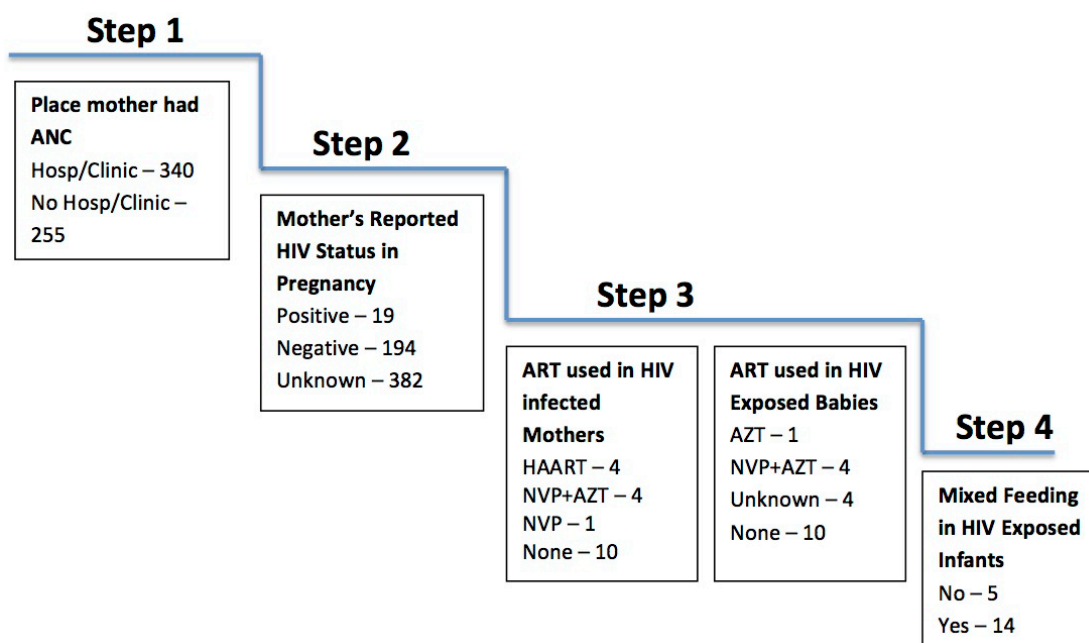 Step 1
Place mother had
ANC
Hosp/Clinic – 340
No Hosp/Clinic –
255
Step 2
Mother's Reported
HIV Status in
Pregnancy
Positive – 19
Negative – 194
Unknown – 382
Step 3
ART used in HIV
infected
Mothers
HAART – 4
NVP+AZT – 4
NVP – 1
None – 10
ART used in HIV
Exposed Babies
AZT – 1
NVP+AZT – 4
Unknown – 4
None – 10
Step 4
Mixed Feeding
in HIV Exposed
Infants
No – 5
Yes – 14